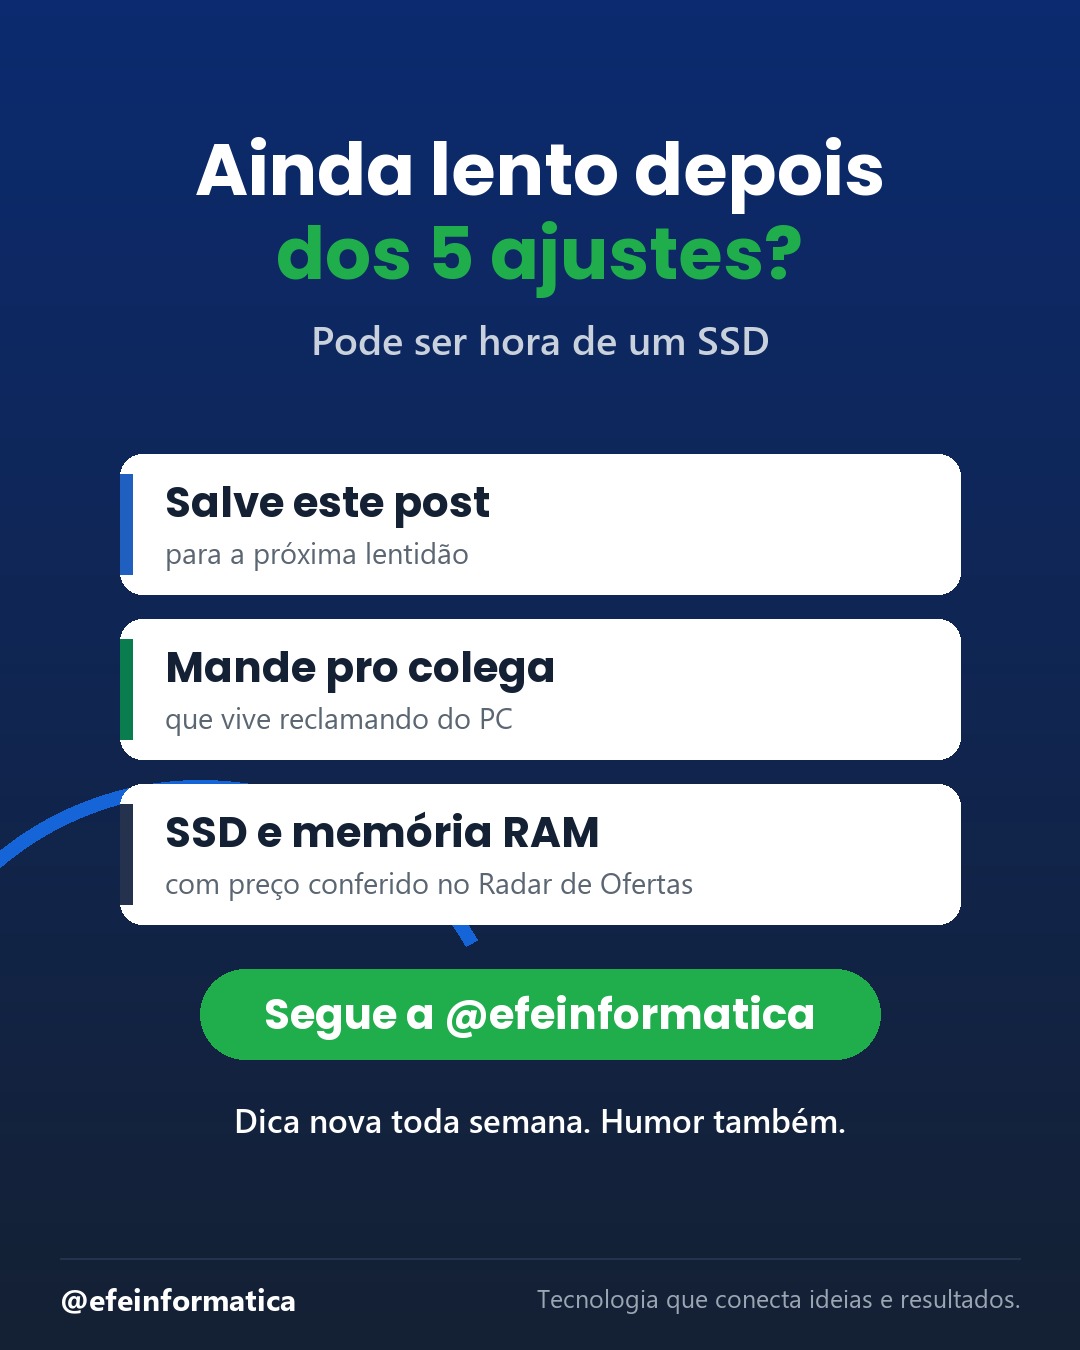 Ainda lento depois
dos 5 ajustes?
Pode ser hora de um SSD
Salve este post
para a próxima lentidão
Mande pro colega
que vive reclamando do PC
SSD e memória RAM
com preço conferido no Radar de Ofertas
Segue a @efeinformatica
Dica nova toda semana. Humor também.
@efeinformatica
Tecnologia que conecta ideias e resultados.